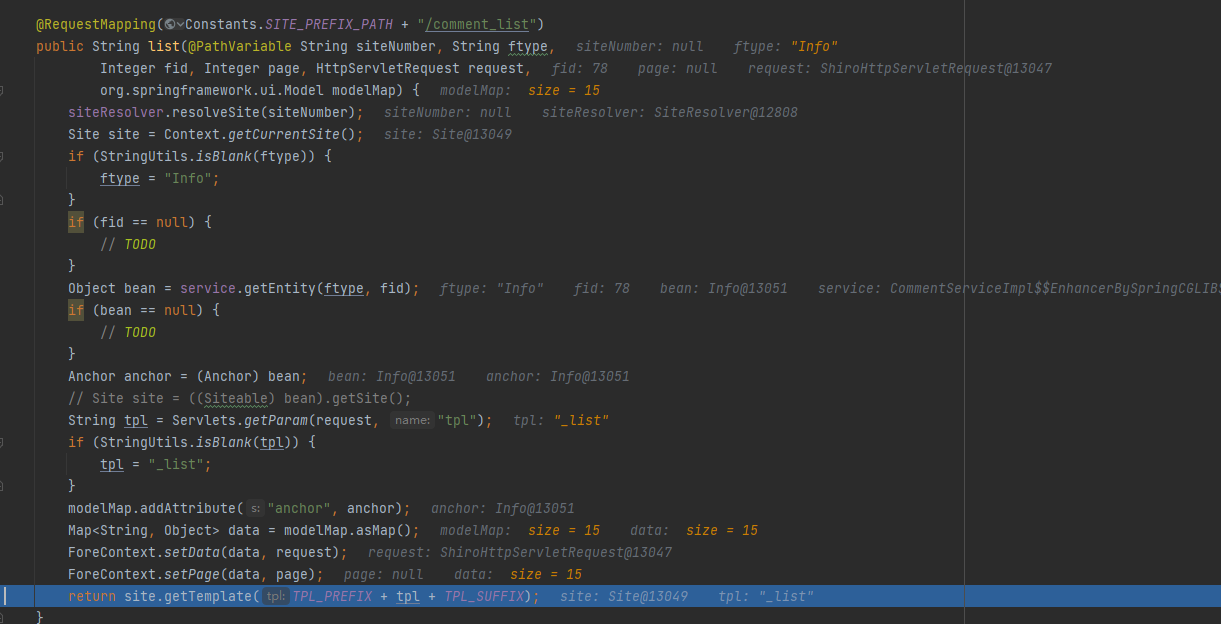 @RequestMapping(Constants.SITE_PREFIX_PATH + "/comment_list")
public String list(@PathVariable String siteNumber, String ftype,   siteNumber: null   ftype: "Info"
        Integer fid, Integer page, HttpServletRequest request,   fid: 78   page: null   request: ShiroHttpServletRequest@13047
        org.springframework.ui.Model modelMap) {   modelMap:  size = 15
    siteResolver.resolveSite(siteNumber);   siteNumber: null   siteResolver: SiteResolver@12808
    Site site = Context.getCurrentSite();   site: Site@13049
    if (StringUtils.isBlank(ftype)) {
        ftype = "Info";
    }
    if (fid == null) {
        // TODO
    }
    Object bean = service.getEntity(ftype, fid);   ftype: "Info"   fid: 78   bean: Info@13051   service: CommentServiceImpl$$EnhancerBySpringCGLIB$
    if (bean == null) {
        // TODO
    }
    Anchor anchor = (Anchor) bean;   bean: Info@13051   anchor: Info@13051
    // Site site = ((Siteable) bean).getSite();
    String tpl = Servlets.getParam(request, name: "tpl");   tpl: "_list"
    if (StringUtils.isBlank(tpl)) {
        tpl = "_list";
    }
    modelMap.addAttribute( s: "anchor", anchor);   anchor: Info@13051
    Map<String, Object> data = modelMap.asMap();   modelMap:  size = 15   data:  size = 15
    ForeContext.setData(data, request);   request: ShiroHttpServletRequest@13047
    ForeContext.setPage(data, page);   page: null   data:  size = 15
    return site.getTemplate( tpl: TPL_PREFIX + tpl + TPL_SUFFIX);   site: Site@13049   tpl: "_list"
}